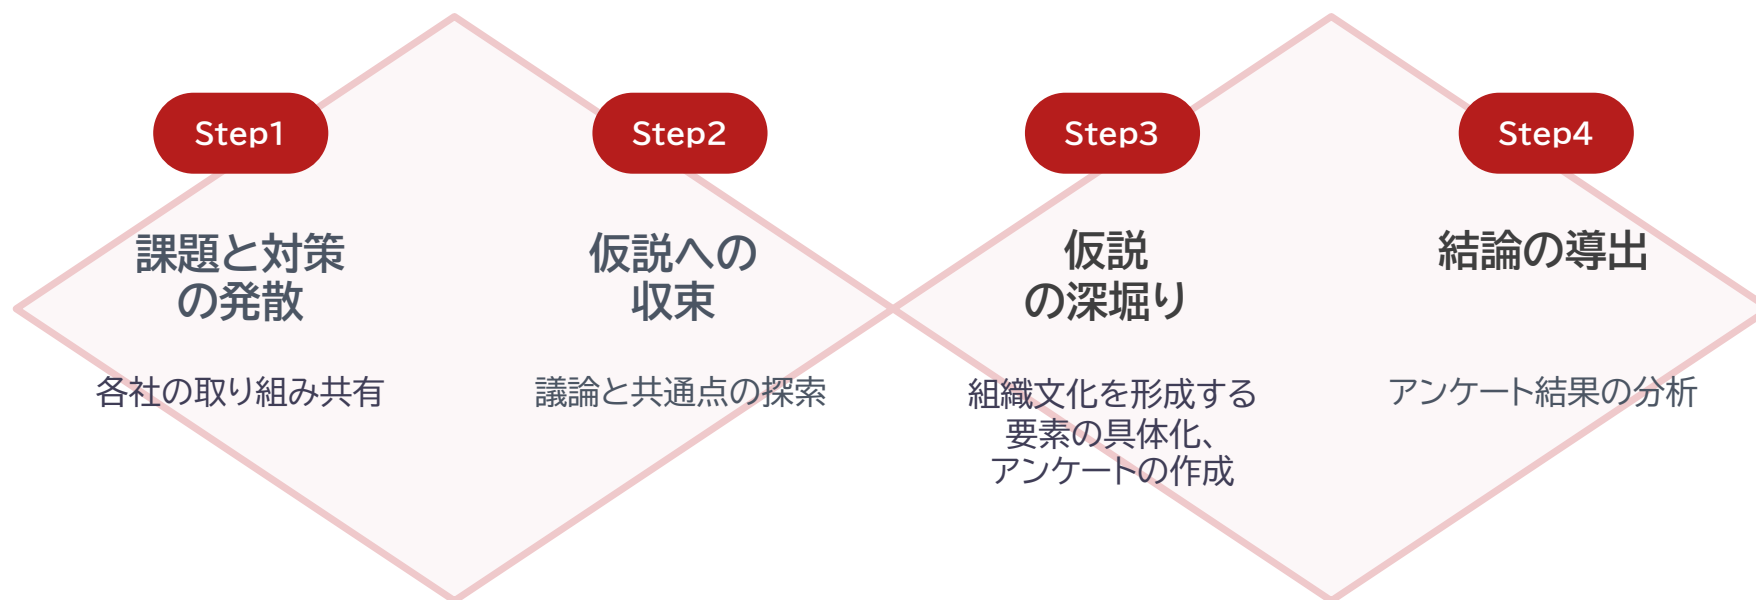 Step1
課題と対策
の発散
各社の取り組み共有
Step2
仮説への
収束
議論と共通点の探索
Step3
仮説
の深堀り
組織文化を形成する
要素の具体化、
アンケートの作成
Step4
結論の導出
アンケート結果の分析